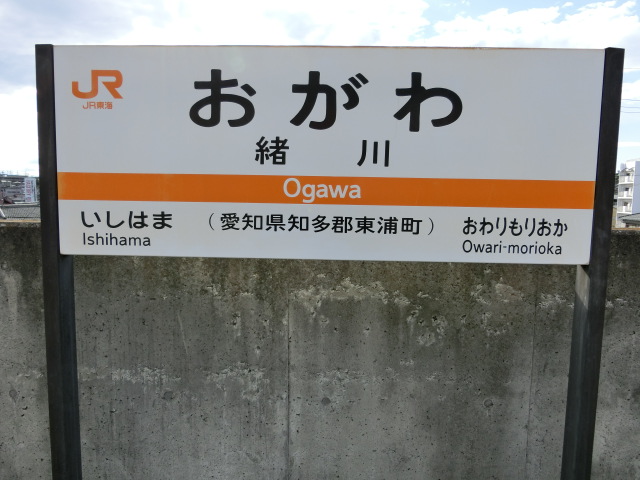 JR
JR東海
おがわ
緒川
Ogawa
いしはま
Ishihama
（愛知県知多郡東浦町）
おわりもりおか
Owari-morioka